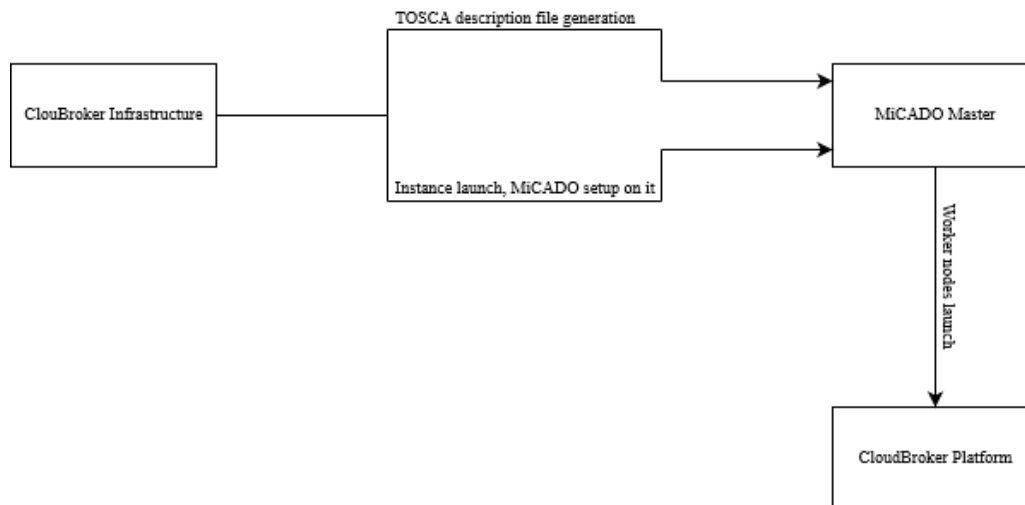 TOSCA description file generation
ClouBroker Infrastructure
MiCADO Master
Instance launch, MiCADO setup on it
Worker nodes launch
CloudBroker Platform